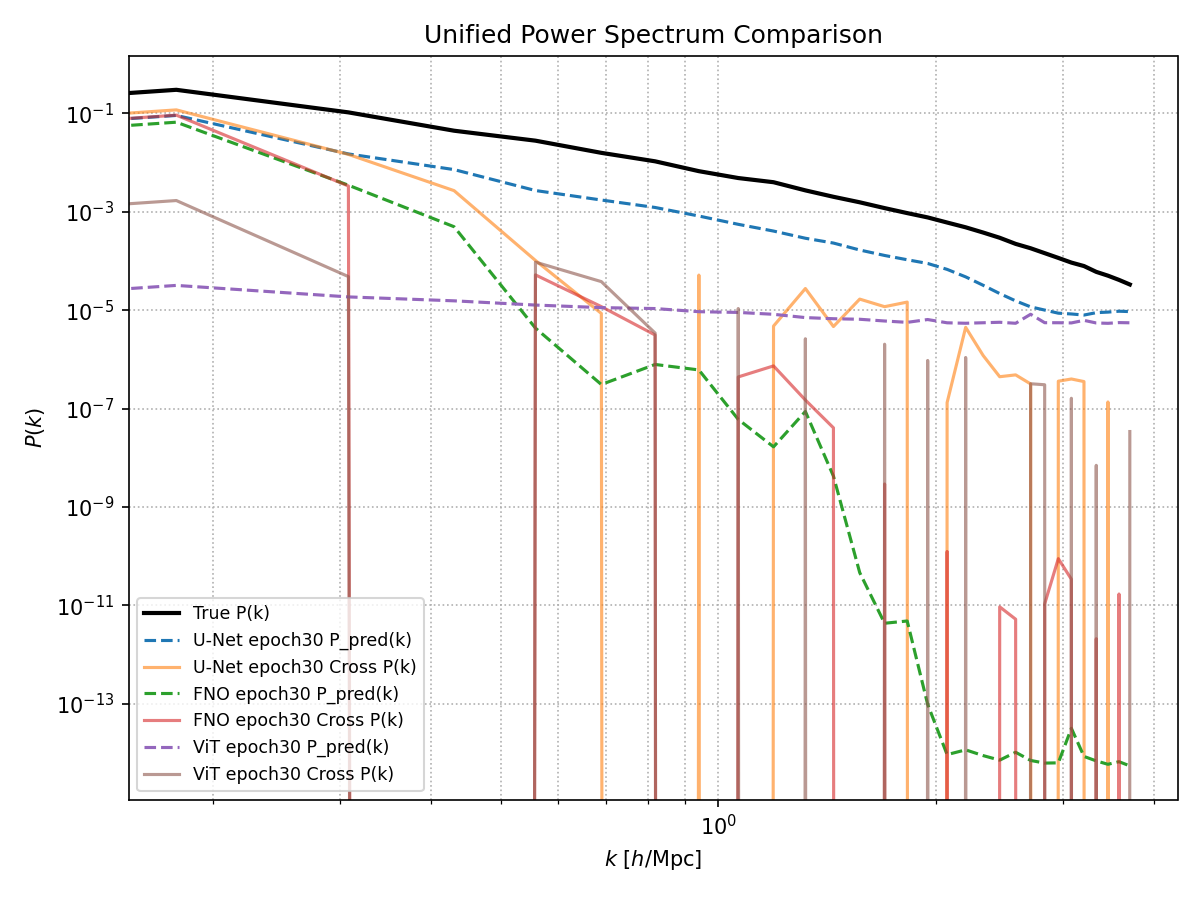 Unified Power Spectrum Comparison
P(k)
10⁻¹
10⁻³
10⁻⁵
10⁻⁷
10⁻⁹
10⁻¹¹
10⁻¹³
True P(k)
U-Net epoch30 P_pred(k)
U-Net epoch30 Cross P(k)
FNO epoch30 P_pred(k)
FNO epoch30 Cross P(k)
ViT epoch30 P_pred(k)
ViT epoch30 Cross P(k)
10⁰
k [h/Mpc]